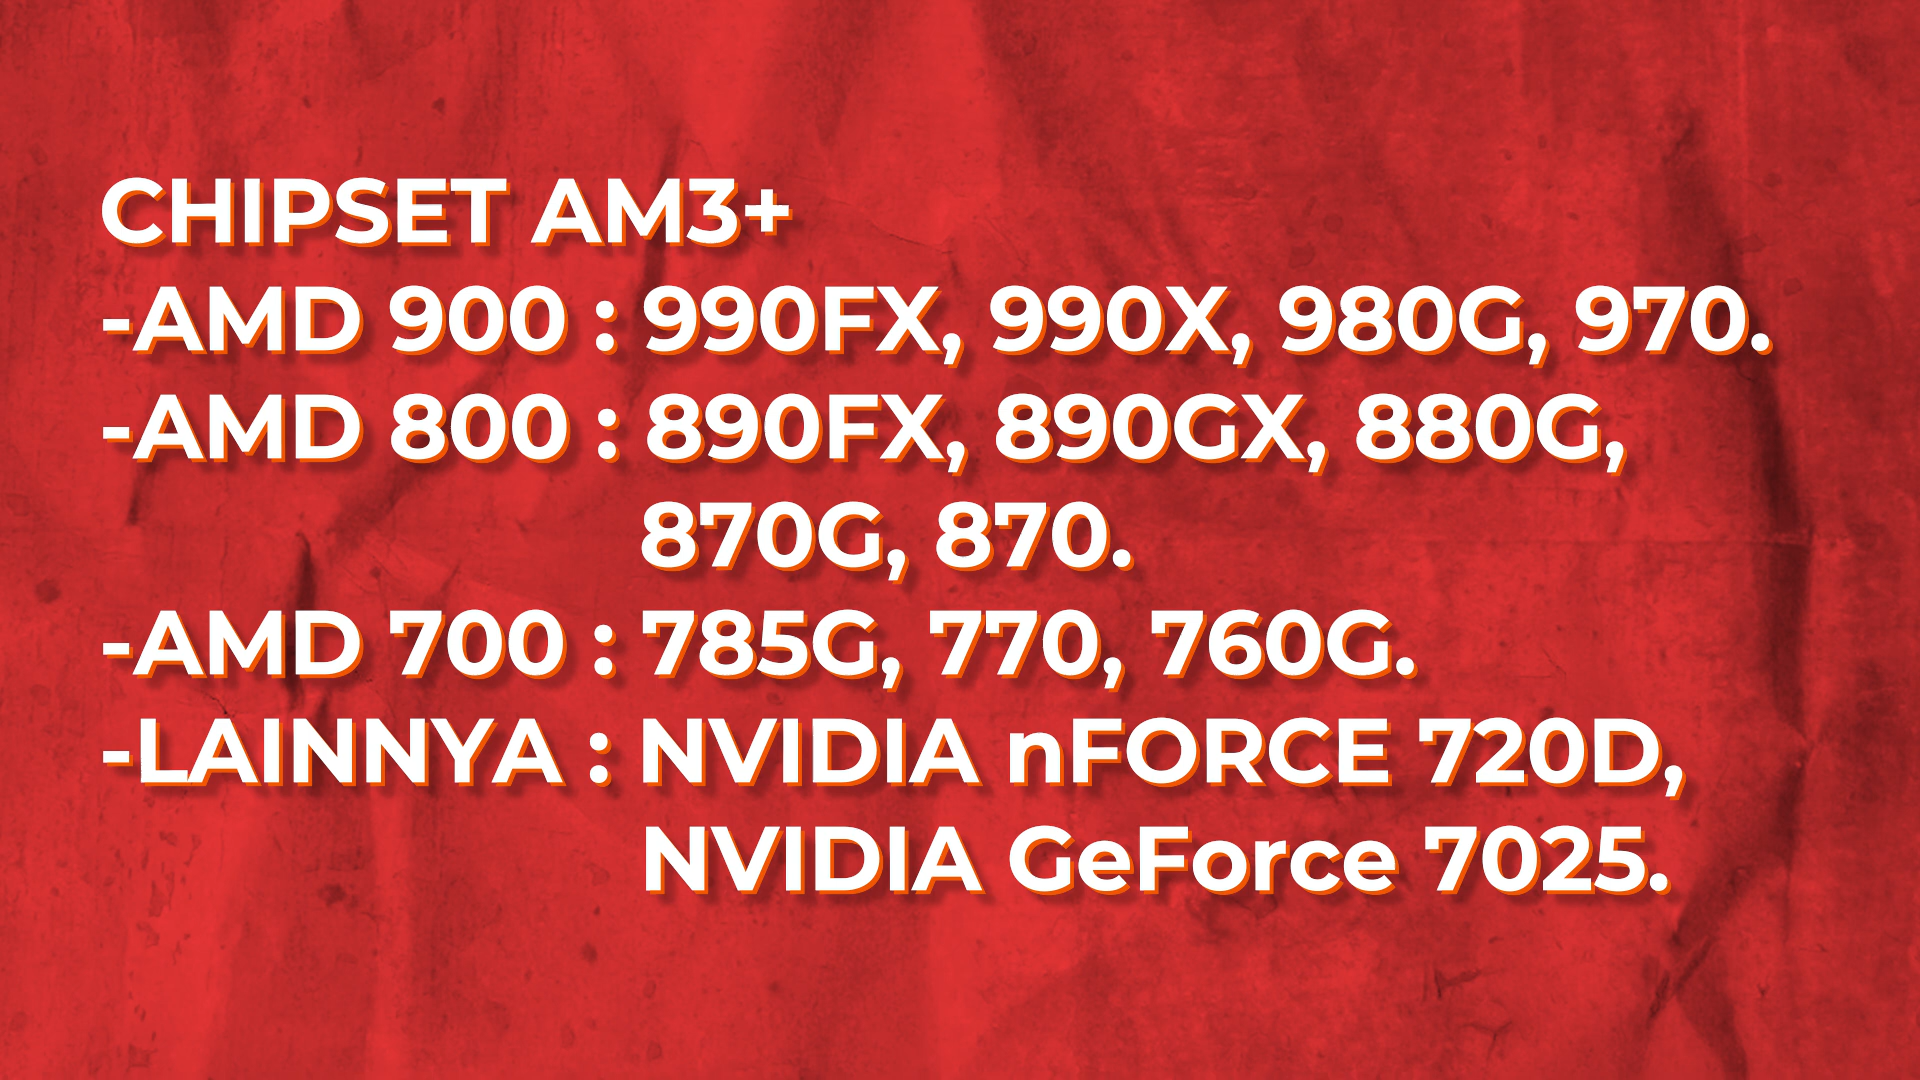 CHIPSET AM3+
-AMD 900 : 990FX, 990X, 980G, 970.
-AMD 800 : 890FX, 890GX, 880G,
870G, 870.
-AMD 700 : 785G, 770, 760G.
-LAINNYA : NVIDIA nFORCE 720D,
NVIDIA GeForce 7025.